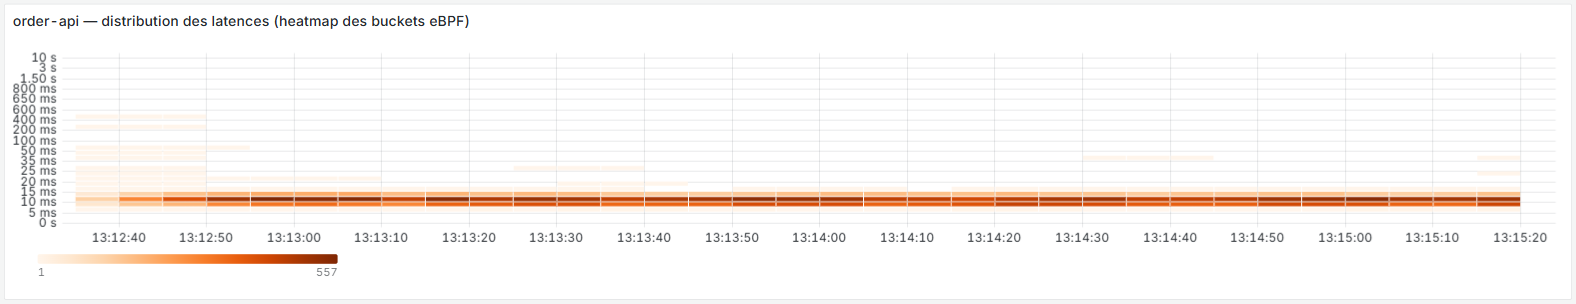 order-api — distribution des latences (heatmap des buckets eBPF)
10 s
3 s
1.50 s
800 ms
650 ms
600 ms
400 ms
200 ms
100 ms
50 ms
35 ms
25 ms
20 ms
15 ms
10 ms
5 ms
0 s
13:12:40 13:12:50 13:13:00 13:13:10 13:13:20 13:13:30 13:13:40 13:13:50 13:14:00 13:14:10 13:14:20 13:14:30 13:14:40 13:14:50 13:15:00 13:15:10 13:15:20
1 557